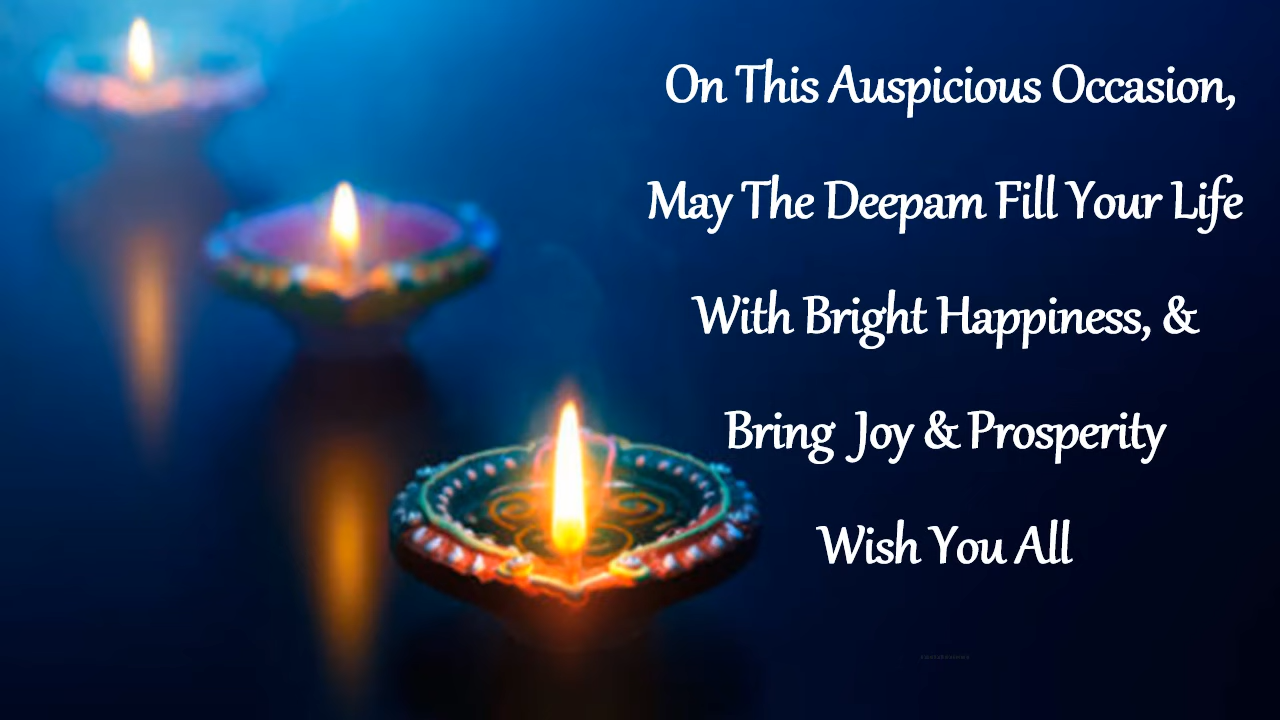 On This Auspicious Occasion,
May The Deepam Fill Your Life
With Bright Happiness, &
Bring Joy & Prosperity
Wish You All